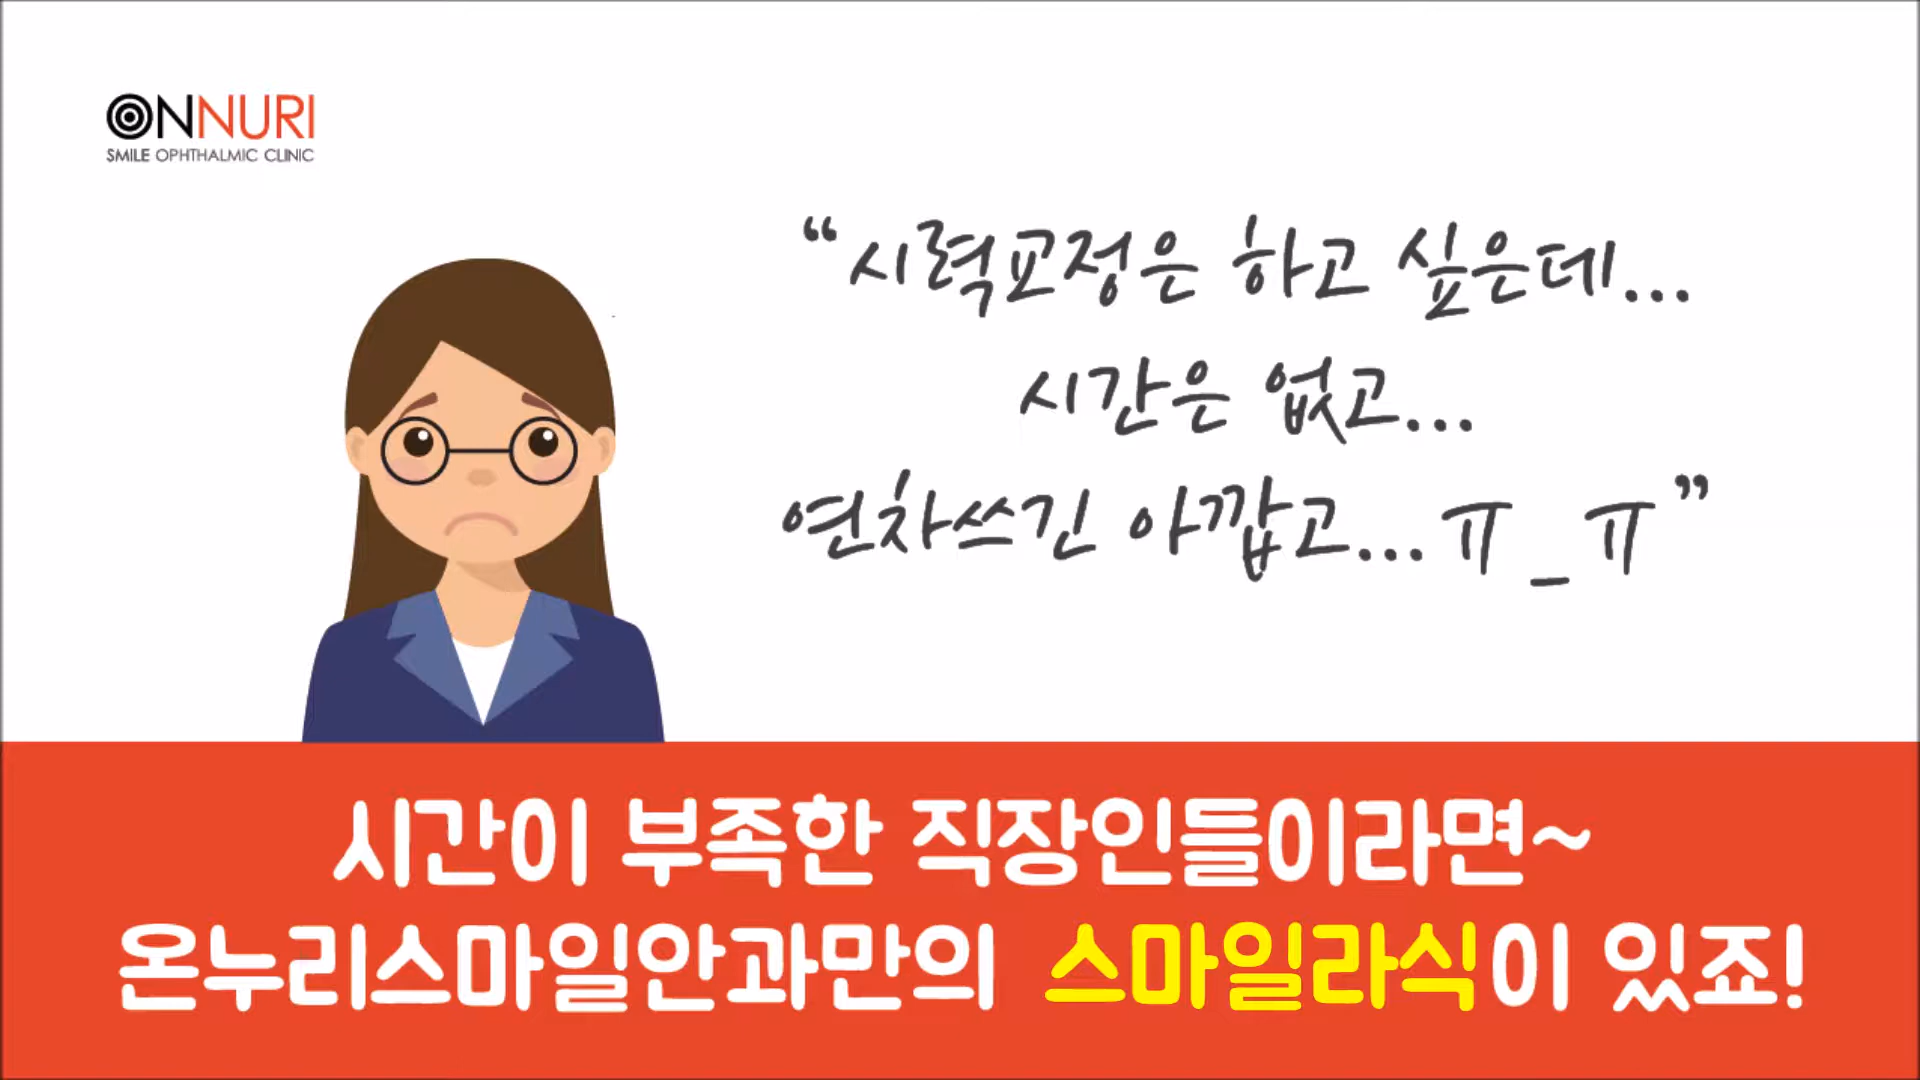 ONNURI
SMILE OPHTHALMIC CLINIC
“시력교정은 하고 싶은데...
시간은 없고...
연차쓰긴 아깝고...ㅠ_ㅠ”
시간이 부족한 직장인들이라면~
온누리스마일안과만의 스마일라식이 있죠!